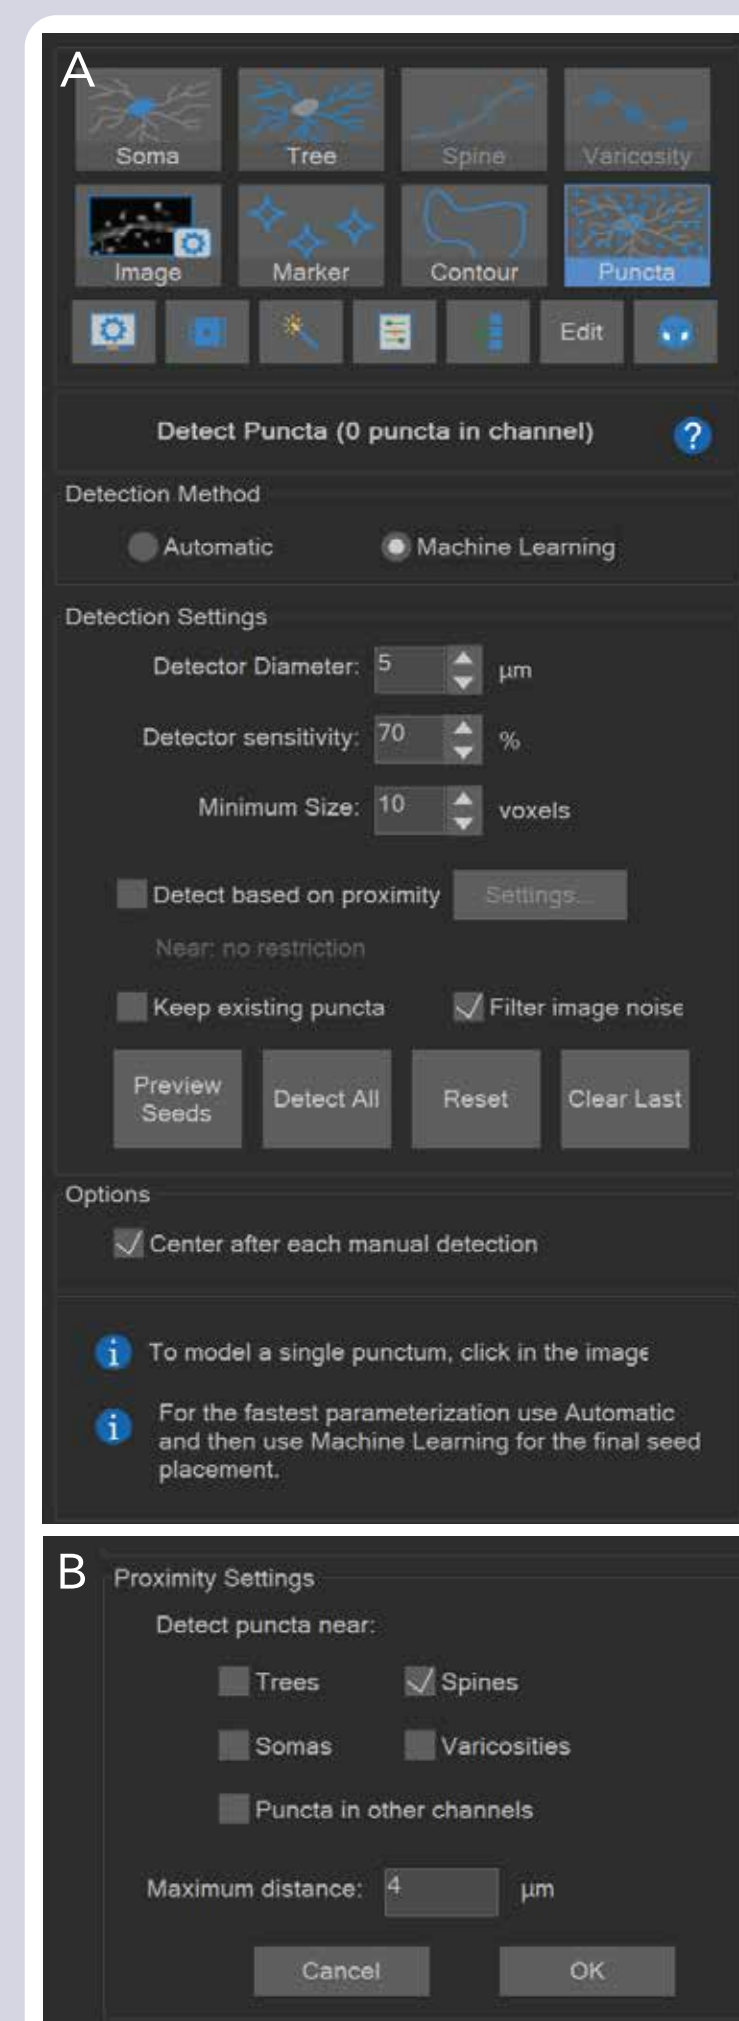 A
Soma Tree Spine Varicosity
Image Marker Contour Puncta
Edit
Detect Puncta (0 puncta in channel) ?
Detection Method
Automatic Machine Learning
Detection Settings
Detector Diameter: 5 µm
Detector sensitivity: 70 %
Minimum Size: 10 voxels
Detect based on proximity Settings...
Near: no restriction
Keep existing puncta Filter image noise
Preview
Seeds Detect All Reset Clear Last
Options
Center after each manual detection
i To model a single punctum, click in the image
i For the fastest parameterization use Automatic
and then use Machine Learning for the final seed
placement.
B
Proximity Settings
Detect puncta near:
Trees Spines
Somas Varicosities
Puncta in other channels
Maximum distance: 4 µm
Cancel OK